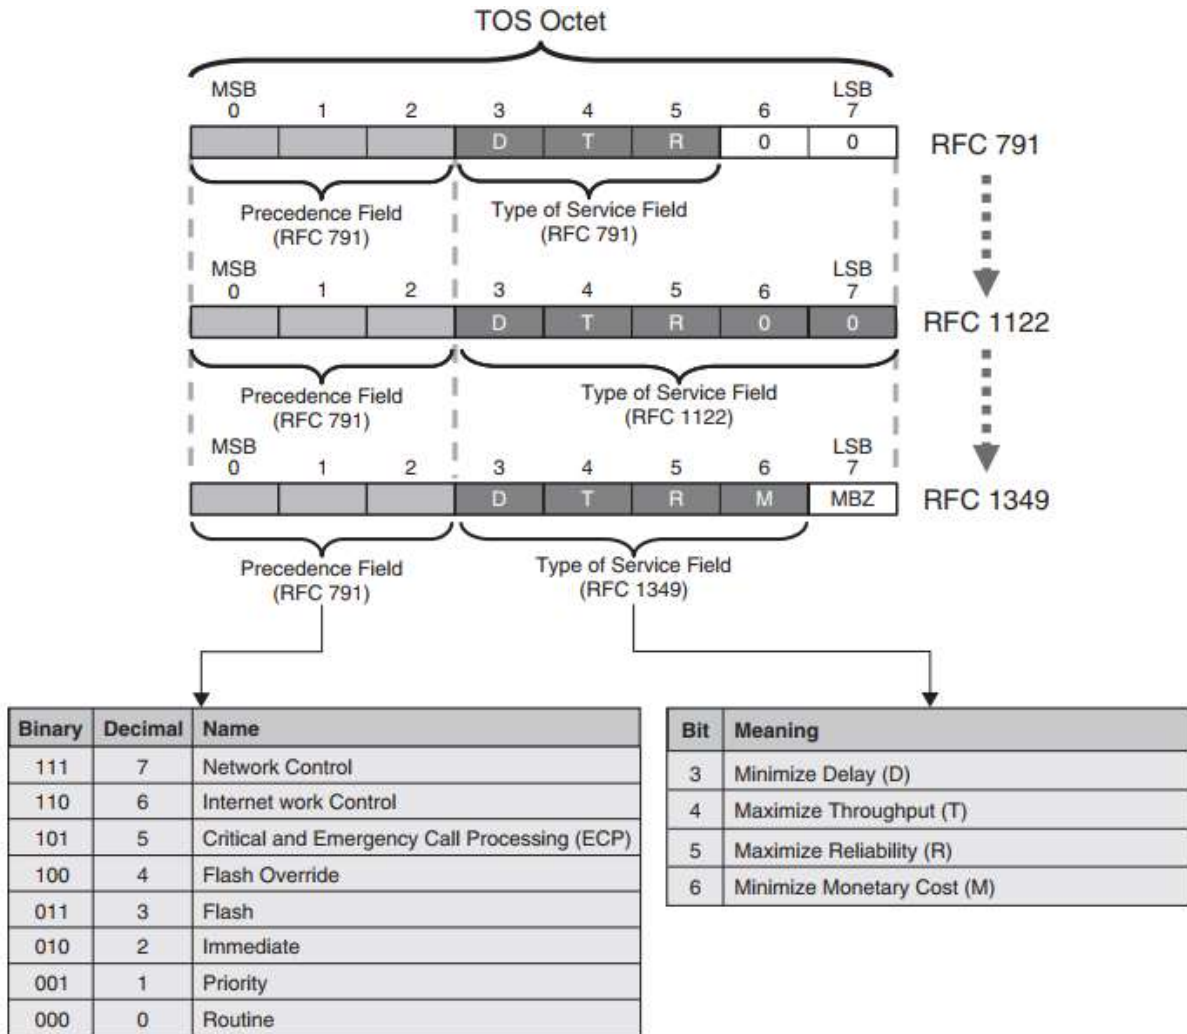 TOS Octet
MSB LSB
0 1 2 3 4 5 6 7
D T R 0 0 RFC 791
Precedence Field Type of Service Field
(RFC 791) (RFC 791)
MSB LSB
0 1 2 3 4 5 6 7
D T R 0 0 RFC 1122
Precedence Field Type of Service Field
(RFC 791) (RFC 1122)
MSB LSB
0 1 2 3 4 5 6 7
D T R M MBZ RFC 1349
Precedence Field Type of Service Field
(RFC 791) (RFC 1349)
Binary Decimal Name
111 7 Network Control
110 6 Internet work Control
101 5 Critical and Emergency Call Processing (ECP)
100 4 Flash Override
011 3 Flash
010 2 Immediate
001 1 Priority
000 0 Routine
Bit Meaning
3 Minimize Delay (D)
4 Maximize Throughput (T)
5 Maximize Reliability (R)
6 Minimize Monetary Cost (M)